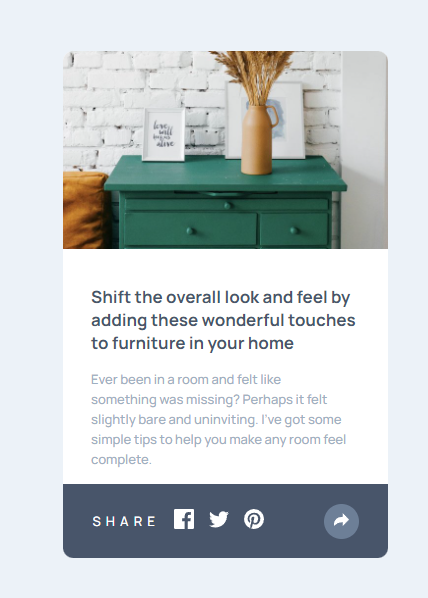 love
will
alive
Shift the overall look and feel by
adding these wonderful touches
to furniture in your home
Ever been in a room and felt like
something was missing? Perhaps it felt
slightly bare and uninviting. I've got some
simple tips to help you make any room feel
complete.
SHARE